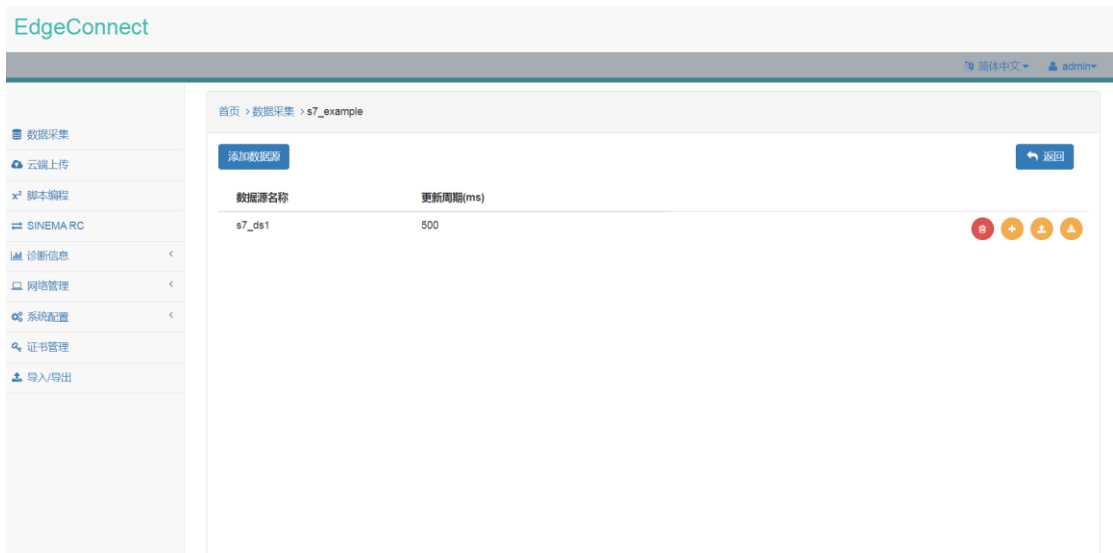 EdgeConnect
简体中文 admin
首页 > 数据采集 > s7_example
数据采集
云端上传
x² 脚本编程
SINEMA RC
诊断信息
网络管理
系统配置
证书管理
导入/导出
添加数据源 返回
数据源名称 更新周期(ms)
s7_ds1 500